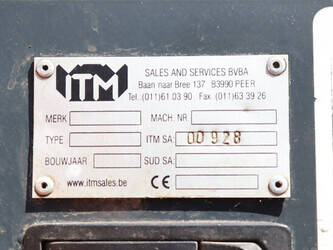 ITM
SALES AND SERVICES BVBA
Baan naar Bree 137 B3990 PEER
Tel. (011)61 03 90 Fax (011)63 39 26
MERK MACH. NR
TYPE ITM SA: 00928
BOUWJAAR SUD SA:
www.itmsales.be CE